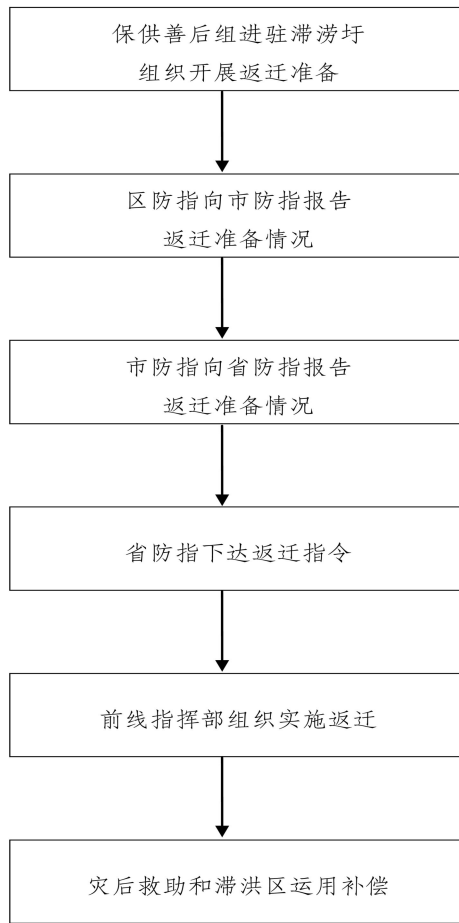 保供善后组进驻滞涝圩
组织开展返迁准备
区防指向市防指报告
返迁准备情况
市防指向省防指报告
返迁准备情况
省防指下达返迁指令
前线指挥部组织实施返迁
灾后救助和滞洪区运用补偿